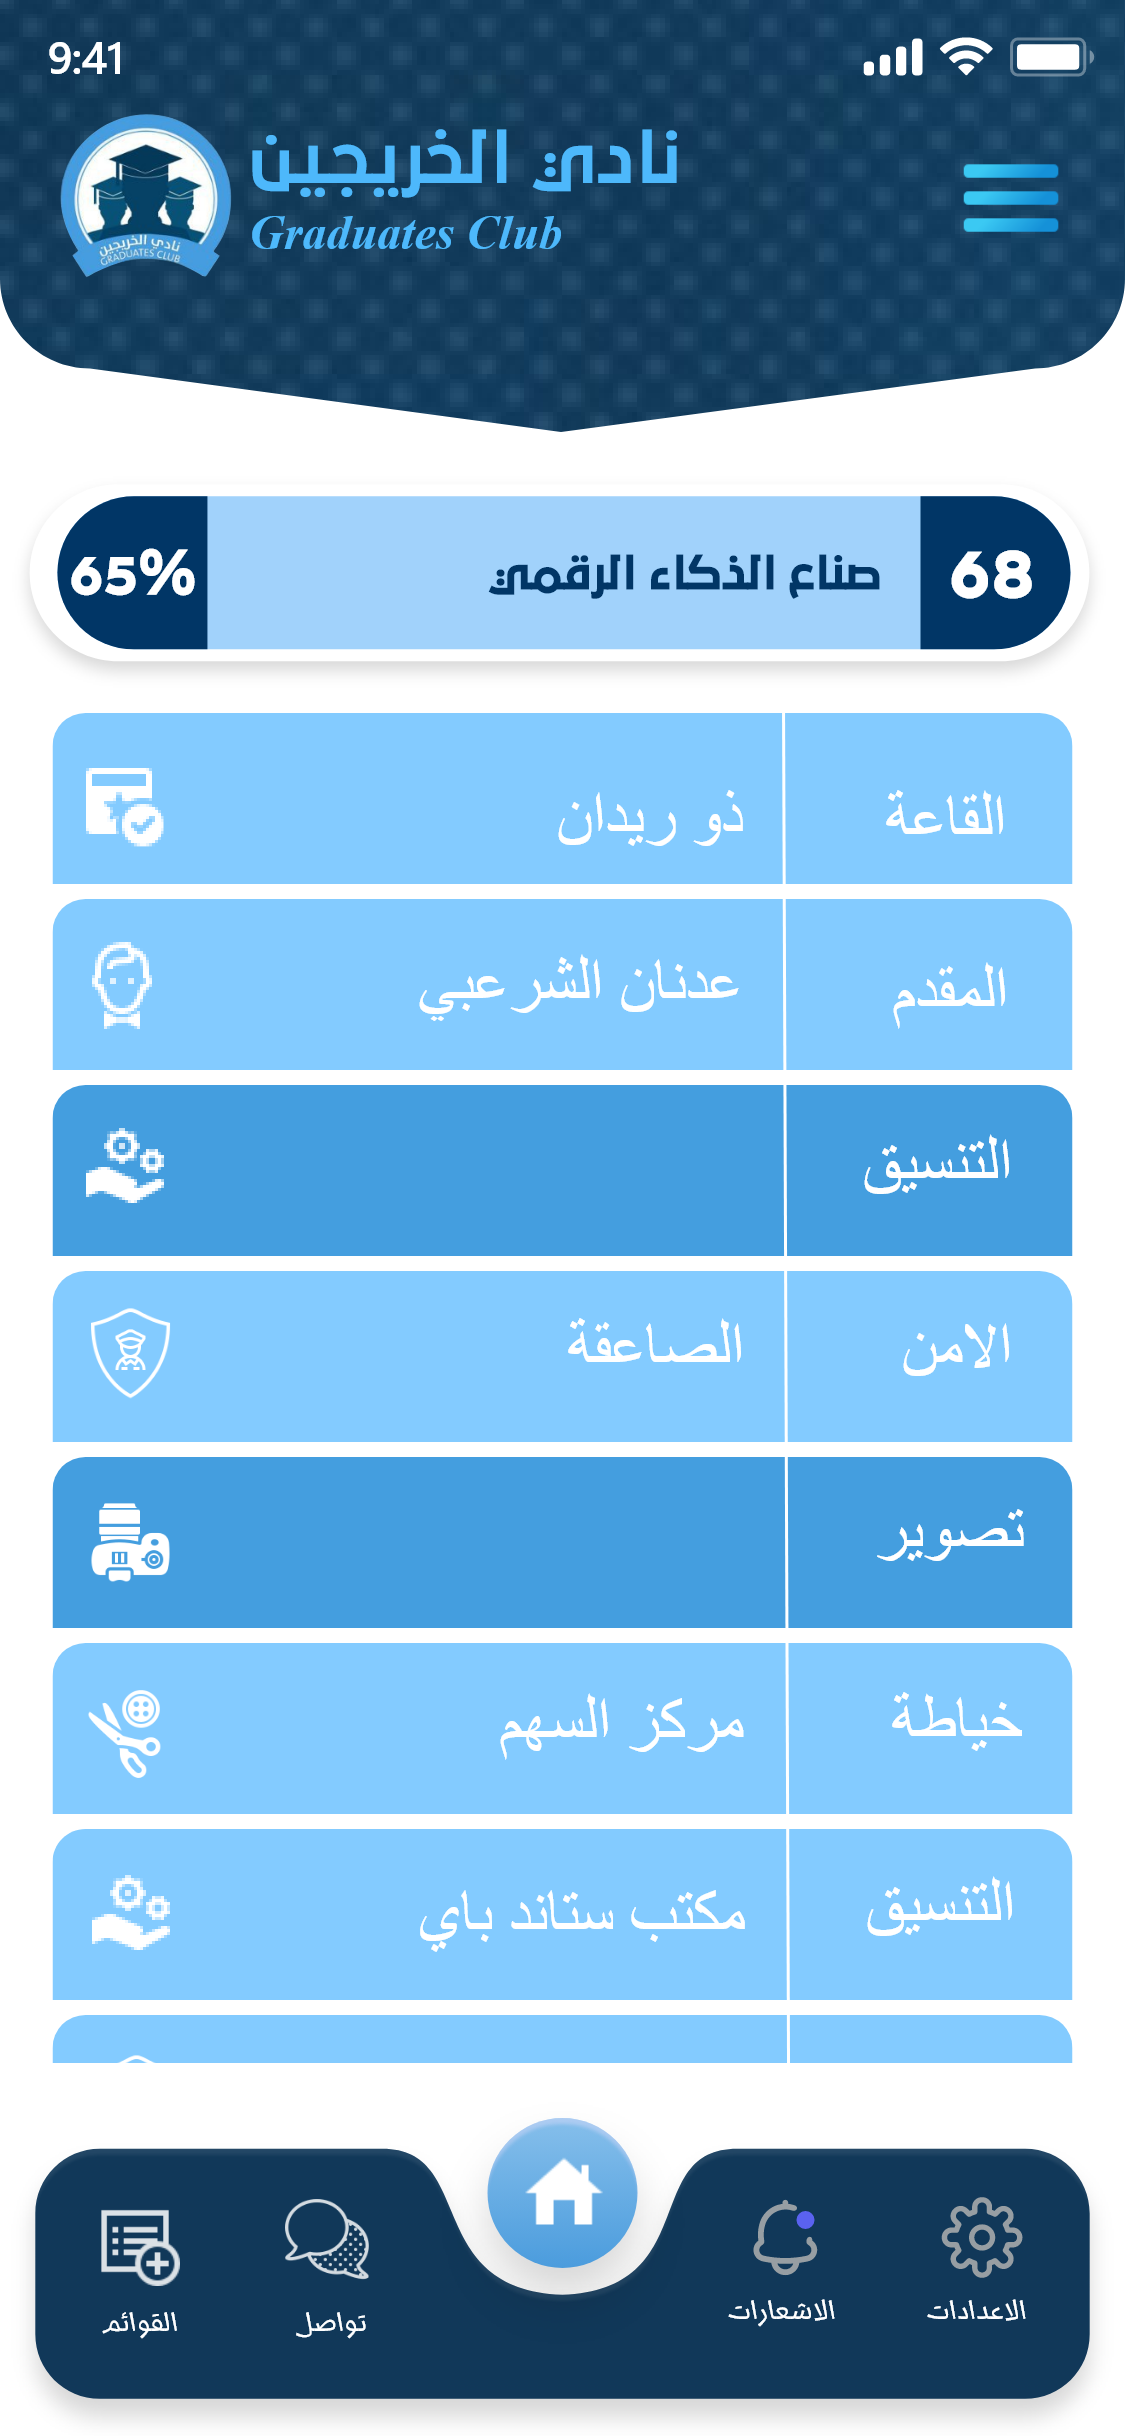 9:41
نادي الخريجين
Graduates Club
نادي الخريجين
GRADUATES CLUB
68 صناع الذكاء الرقمي 65%
القاعة ذو ريدان
المقدم عدنان الشرعبي
التنسيق
الامن الصاعقة
تصوير
خياطة مركز السهم
التنسيق مكتب ستاند باي
الاعدادات الاشعارات تواصل القوائم